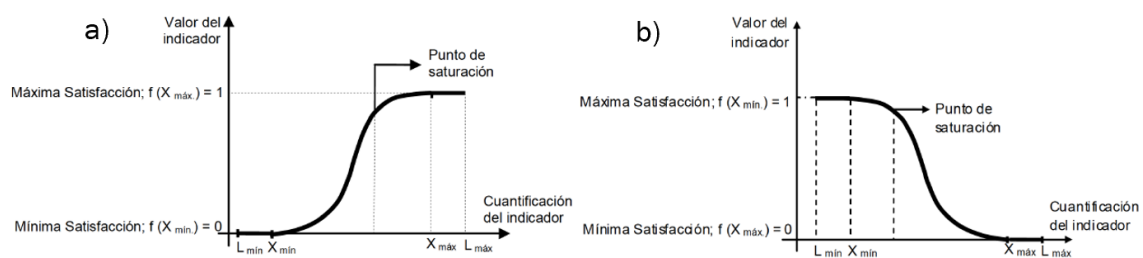 a)
Valor del
indicador
Punto de
saturación
Máxima Satisfacción; f (X máx.) = 1
Cuantificación
del indicador
Mínima Satisfacción; f (X mín.) = 0
L mín X mín
X máx L máx
b)
Valor del
indicador
Máxima Satisfacción; f (X mín.) = 1
Punto de
saturación
Cuantificación
del indicador
Mínima Satisfacción; f (X máx.) = 0
L mín X mín
X máx L máx